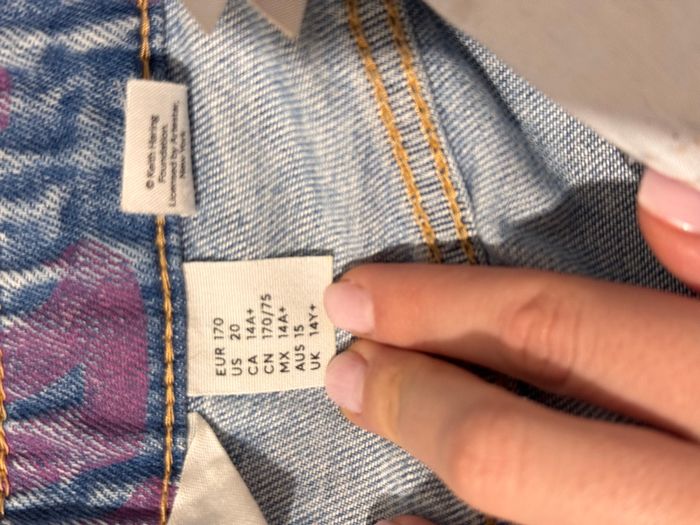 © Keith Haring
Foundation
Licensed by Artestar,
New York
EUR 170
US 20
CA 14A+
CN 170/75
MX 14A+
AUS 15
UK 14Y+